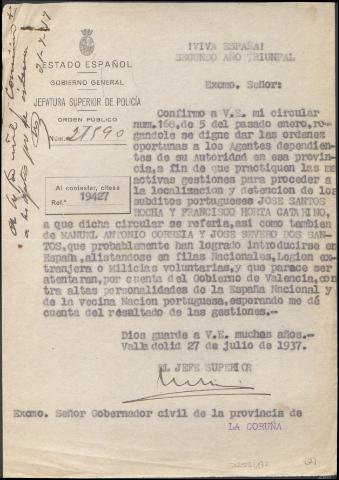 ¡VIVA ESPAÑA!
SEGUNDO AÑO TRIUNFAL
ESTADO ESPAÑOL
GOBIERNO GENERAL
JEFATURA SUPERIOR DE POLICÍA
ORDEN PÚBLICO
Núm. 27590
Al contestar, cítese
Ref.ª 19427
Excmo. Señor:
Confirmo a V.E. mi circular
num. 168, de 5 del pasado enero, ro-
gandole se digne dar las ordenes
oportunas a los Agentes dependien-
tes de su Autoridad en esa provin-
cia, a fin de que practiquen las mas
activas gestiones para proceder a
la localizacion y detencion de los
subditos portugueses JOSE SANTOS
ROCHA Y FRANCISCO HORTA CATARINO,
a que dicha circular se referia, asi como tambien
de MANUEL ANTONIO CORREIA Y JOSE SEVERO DOS SAN-
TOS, que probablemente han logrado introducirse en
España, alistandose en filas Nacionales, Legion ex-
tranjera o Milicias voluntarias, y que parece ser
atentaran, por cuenta del Gobierno de Valencia, con
tra altas personalidades de la España Nacional y
de la vecina Nacion portuguesa, esperando me dé
cuenta del resultado de las gestiones.-
Dios guarde a V.E. muchas años.-
Valladolid 27 de julio de 1937.
EL JEFE SUPERIOR
Excmo. Señor Gobernador civil de la provincia de
LA CORUÑA
(2)